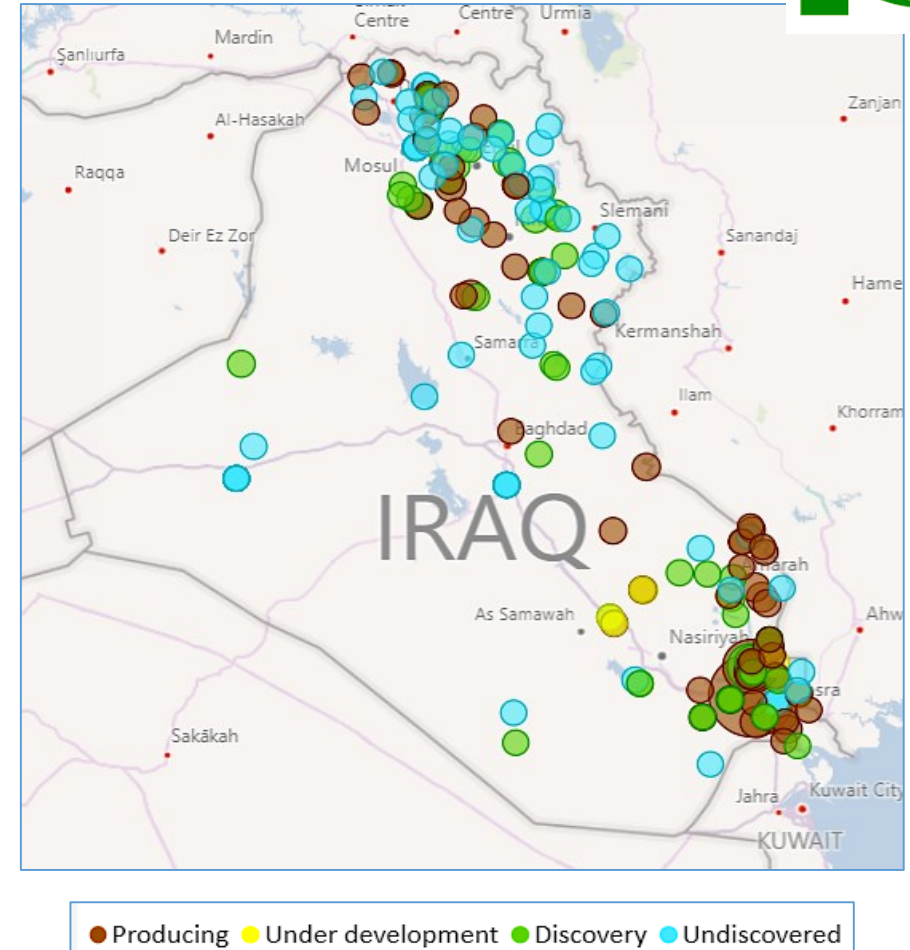 Centre
Centre
Urmia
Mardin
Şanlıurfa
Zanjan
Al-Hasakah
Mosul
Raqqa
Slemani
Deir Ez Zor
Sanandaj
Hame
Kermanshah
Samarra
Ilam
Khorram
Baghdad
IRAQ
Amarah
As Samawah
Ahw
Nasiriyah
asra
Sakākah
Jahra
Kuwait City
KUWAIT
Producing Under development Discovery Undiscovered